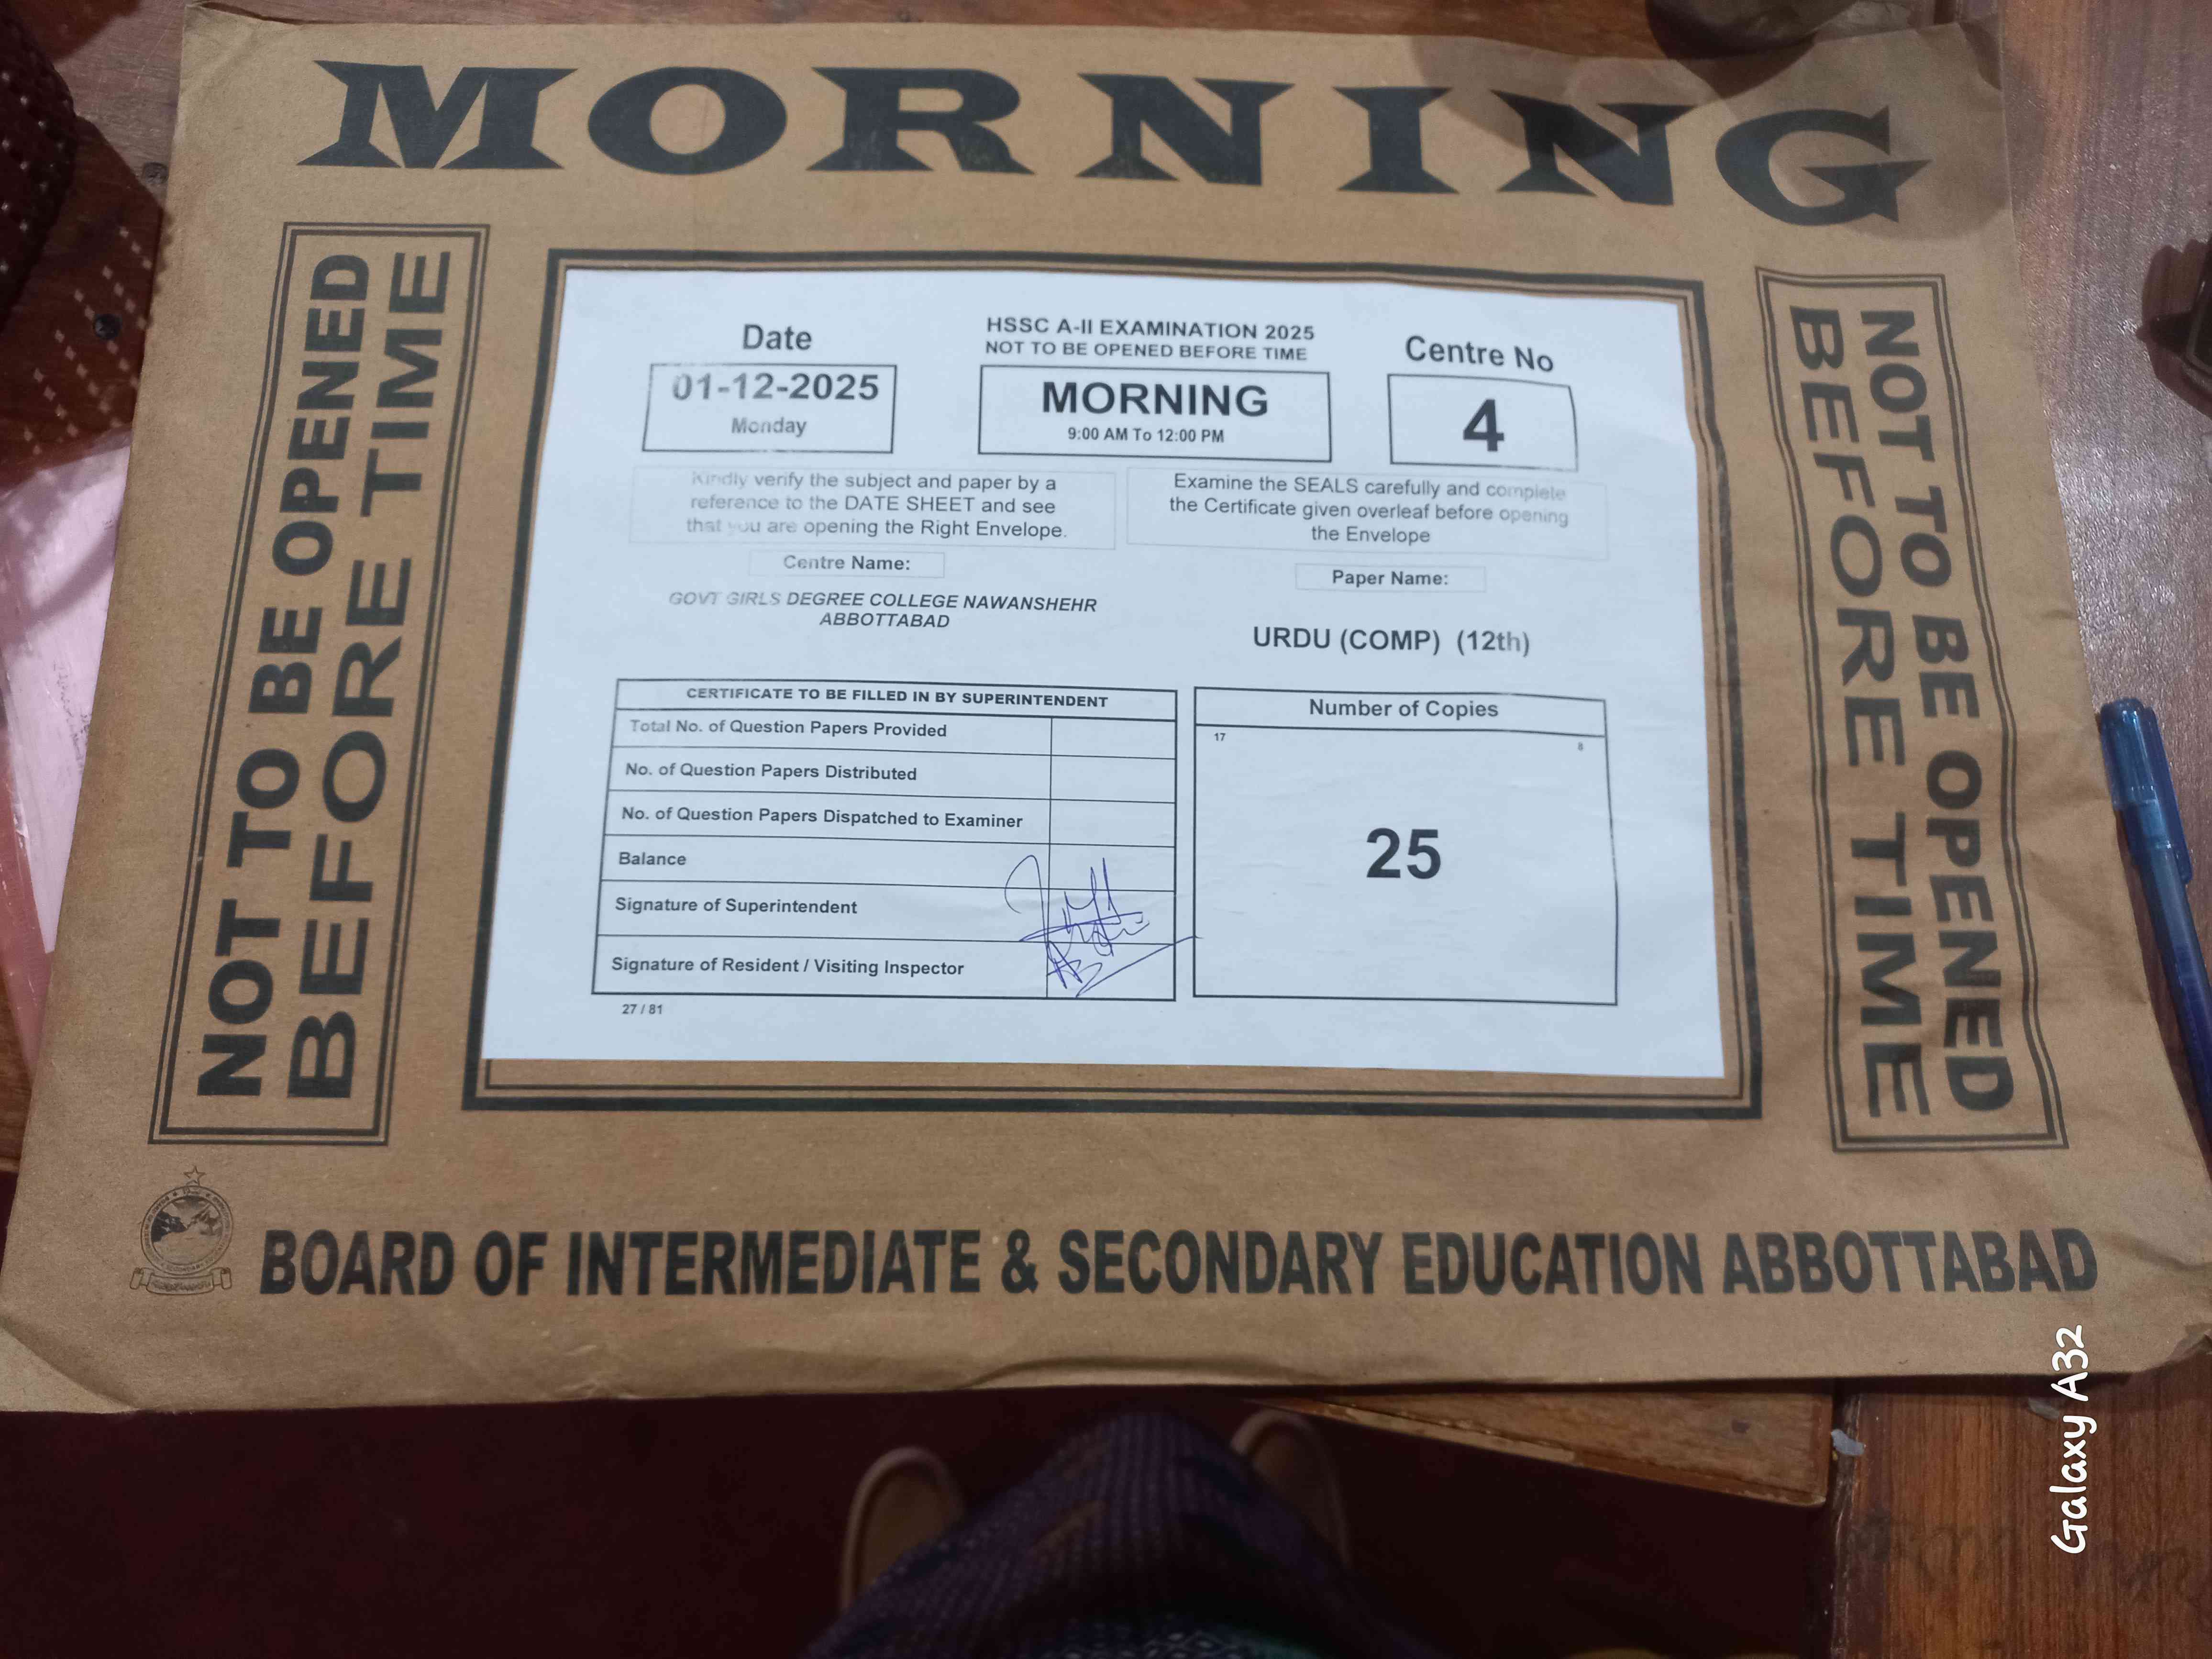 MORNING
NOT TO BE OPENED
BEFORE TIME
Date
01-12-2025
Monday
HSSC A-II EXAMINATION 2025
NOT TO BE OPENED BEFORE TIME
MORNING
9:00 AM To 12:00 PM
Centre No
4
Kindly verify the subject and paper by a
reference to the DATE SHEET and see
that you are opening the Right Envelope.
Examine the SEALS carefully and complete
the Certificate given overleaf before opening
the Envelope
Centre Name:
GOVT GIRLS DEGREE COLLEGE NAWANSHEHR
ABBOTTABAD
Paper Name:
URDU (COMP) (12th)
CERTIFICATE TO BE FILLED IN BY SUPERINTENDENT
Total No. of Question Papers Provided
No. of Question Papers Distributed
No. of Question Papers Dispatched to Examiner
Balance
Signature of Superintendent
Signature of Resident / Visiting Inspector
27 / 81
Number of Copies
17 8
25
NOT TO BE OPENED
BEFORE TIME
BOARD OF INTERMEDIATE & SECONDARY EDUCATION ABBOTTABAD
Galaxy A32